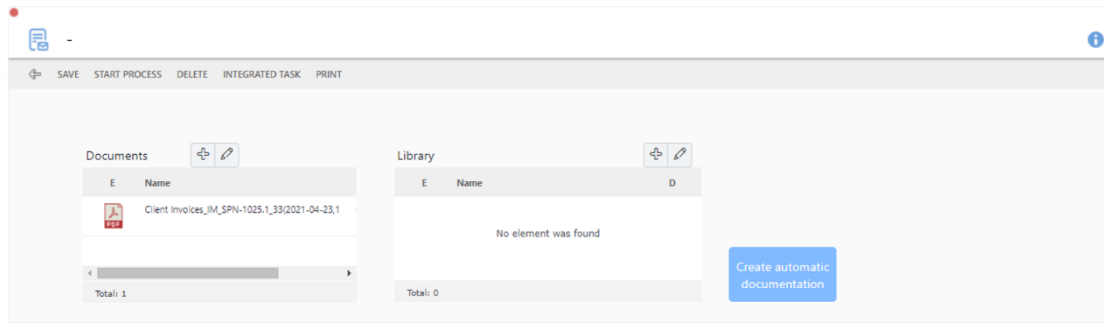 -
SAVE START PROCESS DELETE INTEGRATED TASK PRINT
Documents
E Name
PDF
Client Invoices_IM_SPN-1025.1_33(2021-04-23,1
Total: 1
Library
E Name D
No element was found
Total: 0
Create automatic
documentation